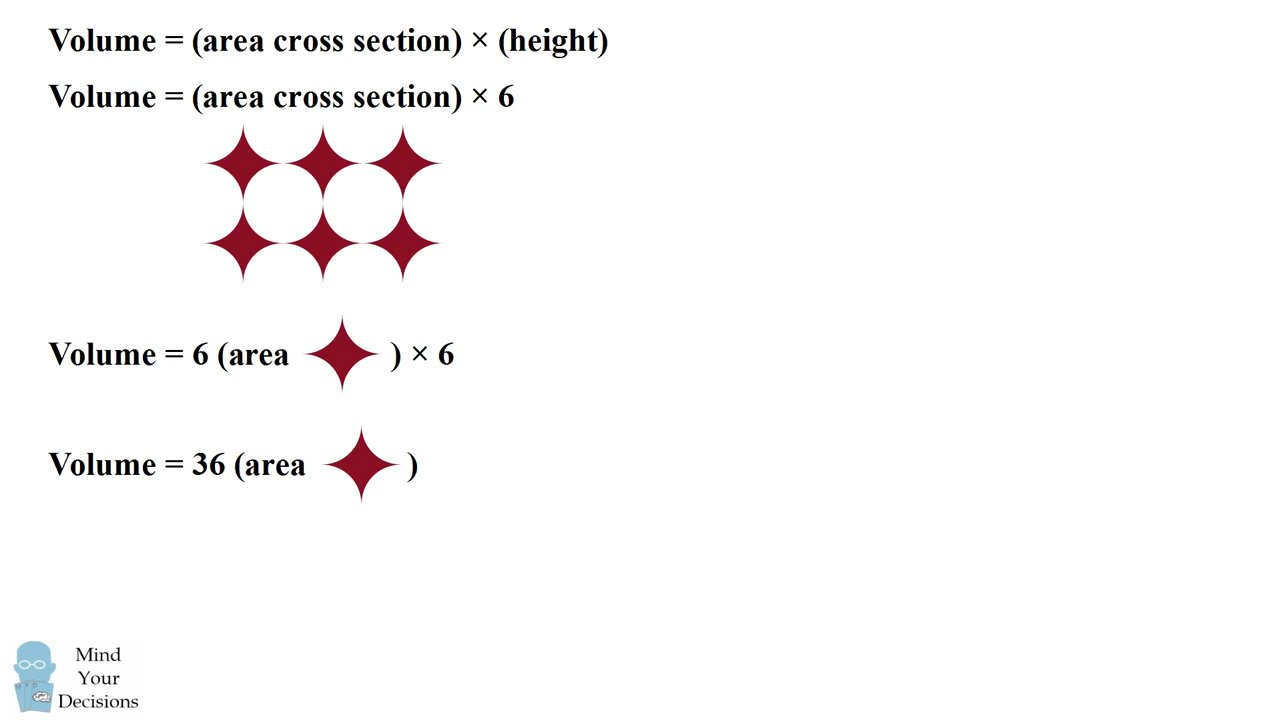 Volume = (area cross section) × (height)
Volume = (area cross section) × 6
Volume = 6 (area ) × 6
Volume = 36 (area )
Mind
Your
Decisions